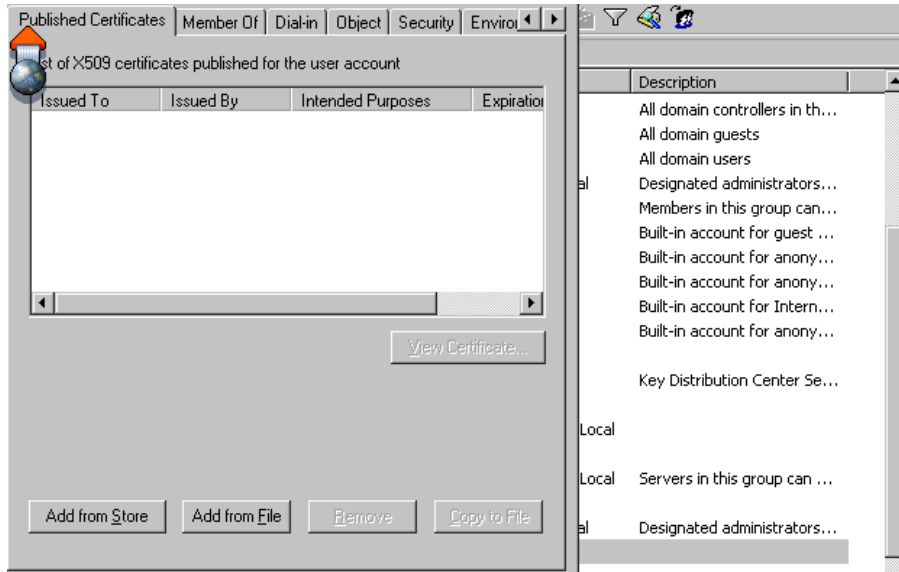 Published Certificates Member Of Dial-in Object Security Enviro
st of X509 certificates published for the user account
Issued To Issued By Intended Purposes Expiration
View Certificate...
Add from Store Add from File Remove Copy to File
Description
All domain controllers in th...
All domain guests
All domain users
al Designated administrators...
Members in this group can...
Built-in account for guest ...
Built-in account for anony...
Built-in account for anony...
Built-in account for Intern...
Built-in account for anony...
Key Distribution Center Se...
Local
Local Servers in this group can ...
al Designated administrators...